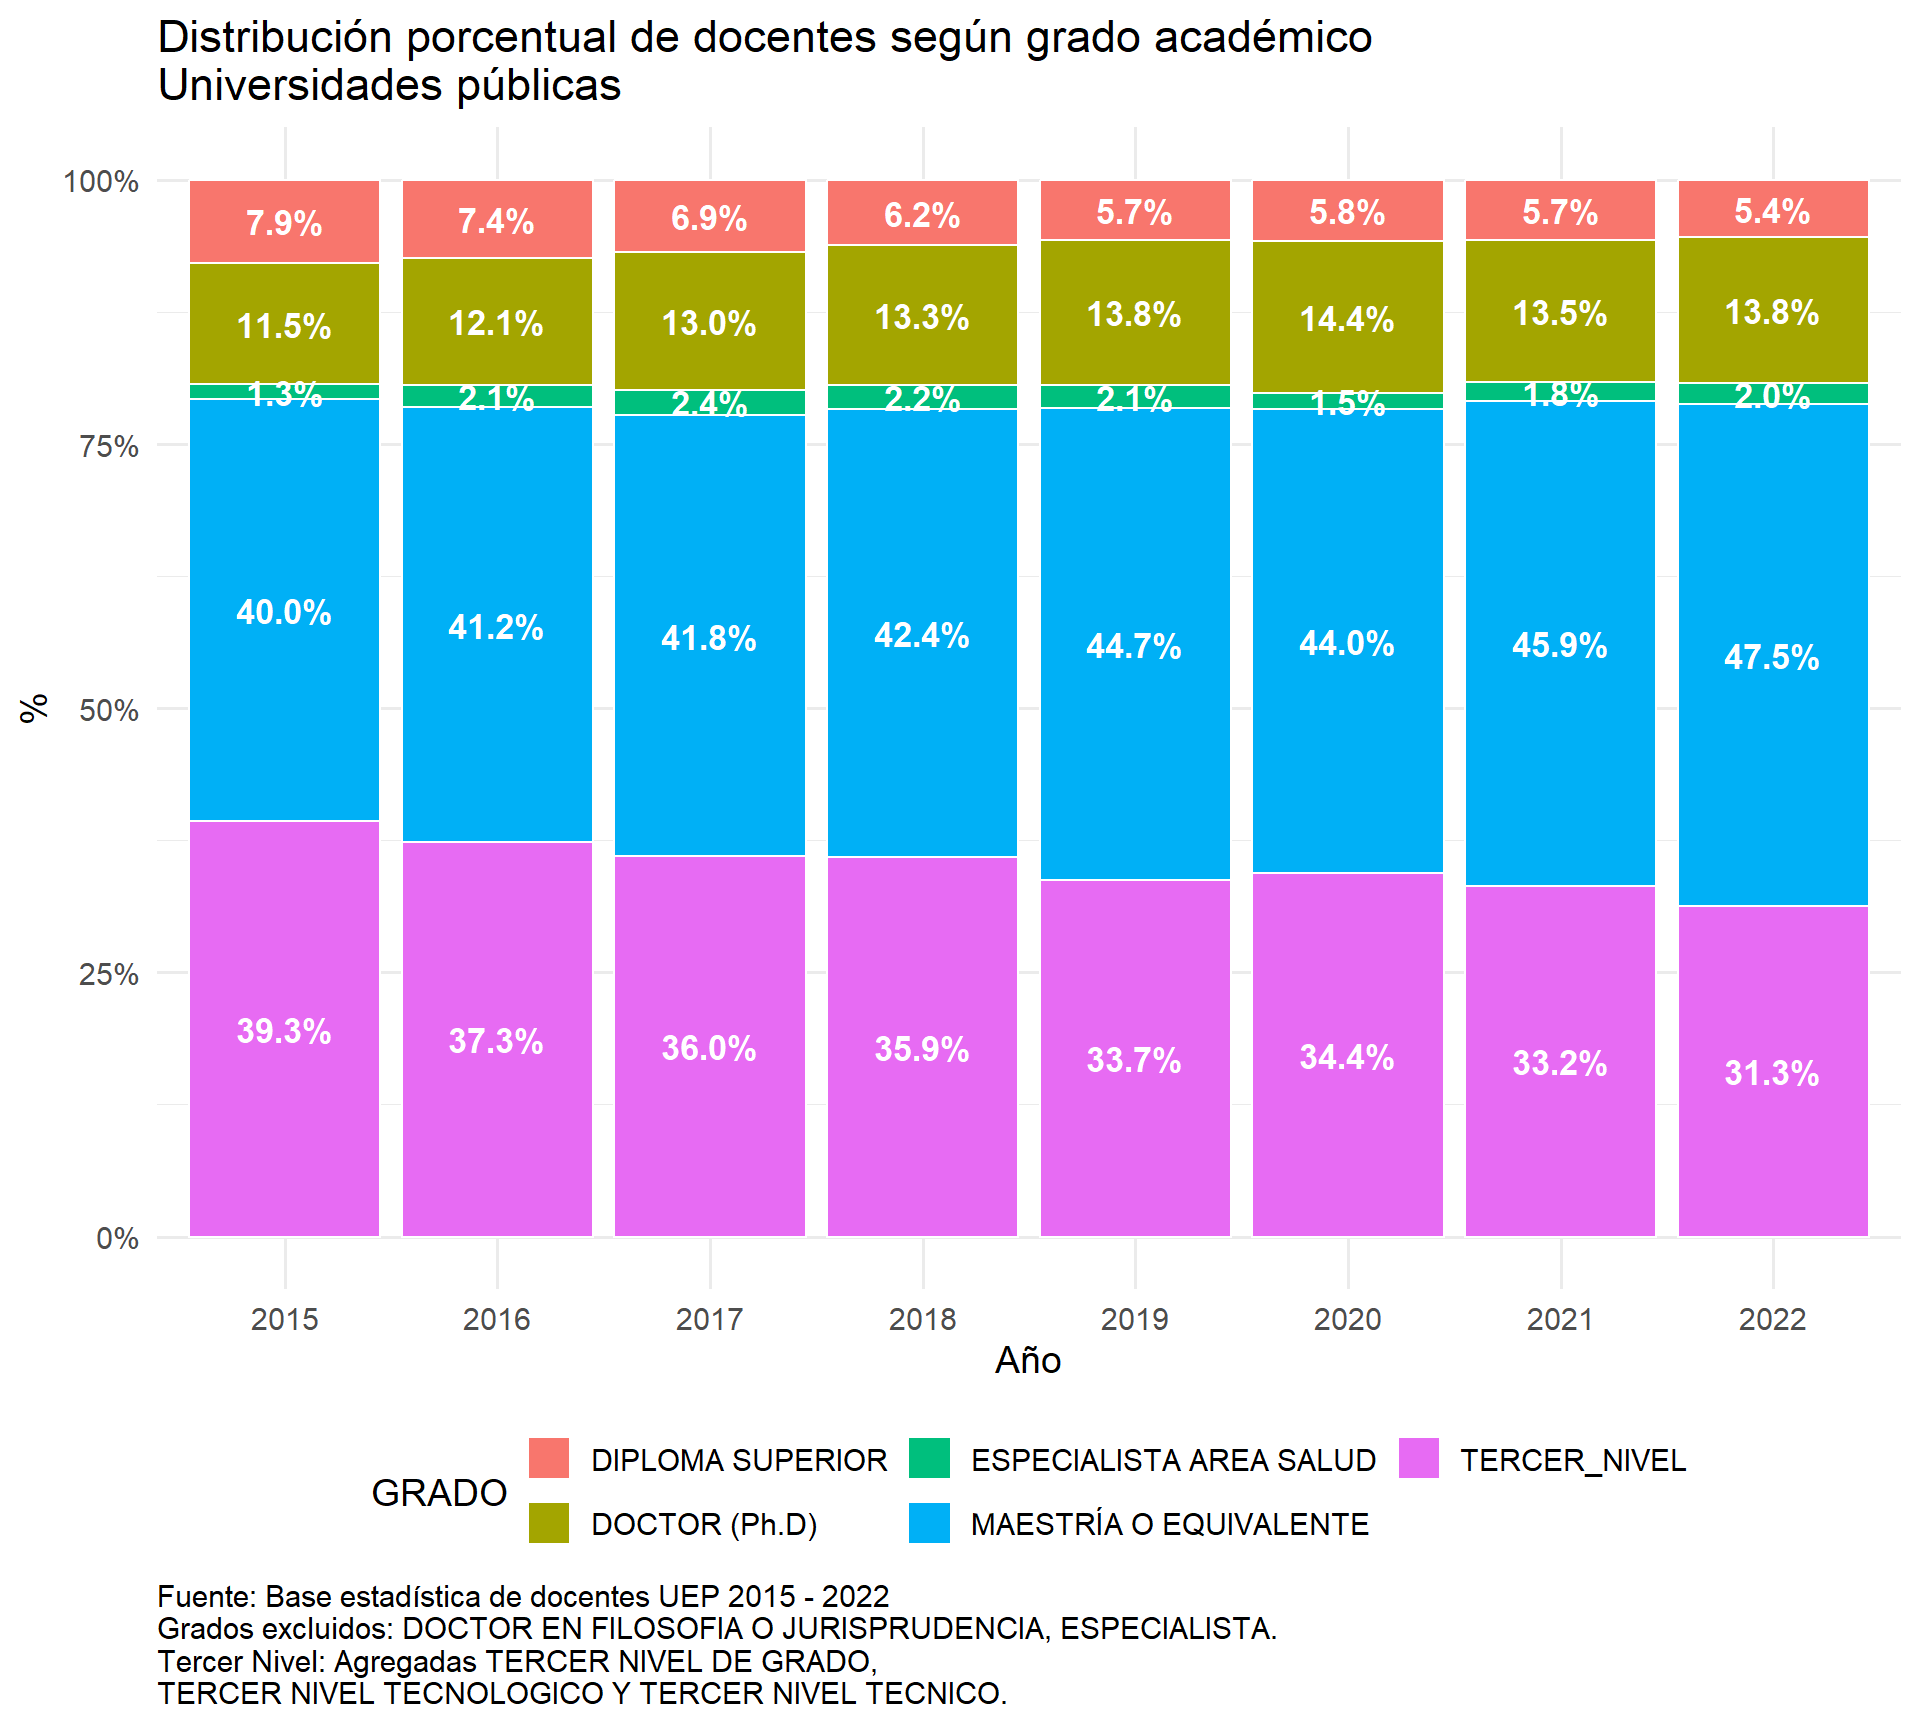 Distribución porcentual de docentes según grado académico
Universidades públicas
100%
75%
50%
25%
0%
%
7.9% 7.4% 6.9% 6.2% 5.7% 5.8% 5.7% 5.4%
11.5% 12.1% 13.0% 13.3% 13.8% 14.4% 13.5% 13.8%
1.3% 2.1% 2.4% 2.2% 2.1% 1.5% 1.8% 2.0%
40.0% 41.2% 41.8% 42.4% 44.7% 44.0% 45.9% 47.5%
39.3% 37.3% 36.0% 35.9% 33.7% 34.4% 33.2% 31.3%
2015 2016 2017 2018 2019 2020 2021 2022
Año
GRADO
DIPLOMA SUPERIOR ESPECIALISTA AREA SALUD TERCER_NIVEL
DOCTOR (Ph.D) MAESTRÍA O EQUIVALENTE
Fuente: Base estadística de docentes UEP 2015 - 2022
Grados excluidos: DOCTOR EN FILOSOFIA O JURISPRUDENCIA, ESPECIALISTA.
Tercer Nivel: Agregadas TERCER NIVEL DE GRADO,
TERCER NIVEL TECNOLOGICO Y TERCER NIVEL TECNICO.